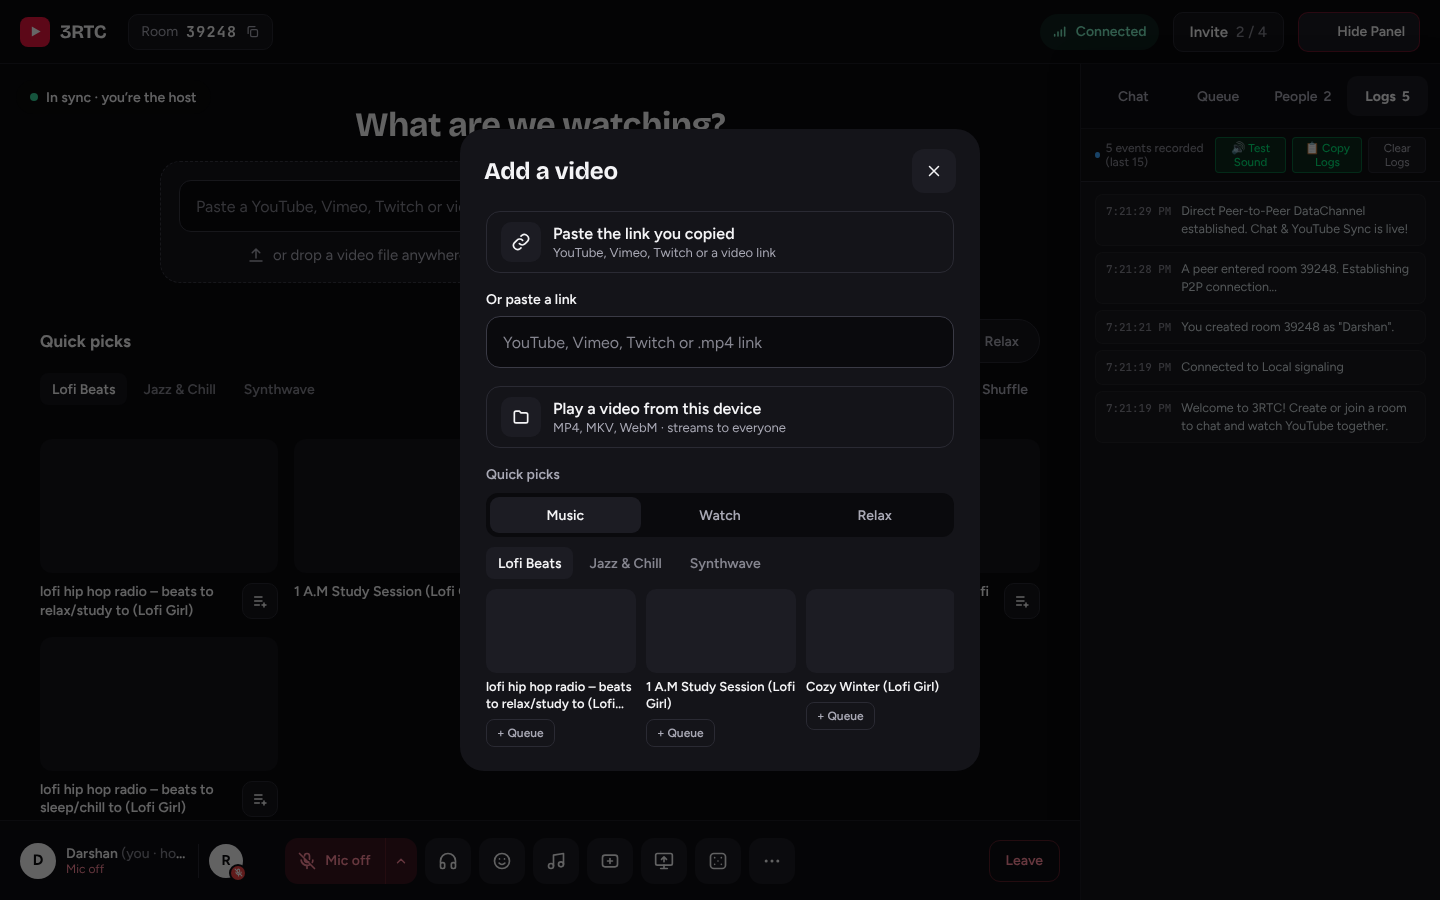 3RTC
Room 39248
Connected
Invite 2 / 4
Hide Panel
In sync · you're the host
What are we watching?
Paste a YouTube, Vimeo, Twitch or vi
or drop a video file anywher
Quick picks
Relax
Lofi Beats
Jazz & Chill
Synthwave
Shuffle
lofi hip hop radio – beats to
relax/study to (Lofi Girl)
1 A.M Study Session (Lofi
fi
lofi hip hop radio – beats to
sleep/chill to (Lofi Girl)
Add a video
Paste the link you copied
YouTube, Vimeo, Twitch or a video link
Or paste a link
YouTube, Vimeo, Twitch or .mp4 link
Play a video from this device
MP4, MKV, WebM · streams to everyone
Quick picks
Music
Watch
Relax
Lofi Beats
Jazz & Chill
Synthwave
lofi hip hop radio – beats
to relax/study to (Lofi...
+ Queue
1 A.M Study Session (Lofi
Girl)
+ Queue
Cozy Winter (Lofi Girl)
+ Queue
Chat
Queue
People 2
Logs 5
5 events recorded
(last 15)
Test
Sound
Copy
Logs
Clear
Logs
7:21:29 PM Direct Peer-to-Peer DataChannel
established. Chat & YouTube Sync is live!
7:21:28 PM A peer entered room 39248. Establishing
P2P connection...
7:21:21 PM You created room 39248 as "Darshan".
7:21:19 PM Connected to Local signaling
7:21:19 PM Welcome to 3RTC! Create or join a room
to chat and watch YouTube together.
D
Darshan (you · ho...
Mic off
R
Mic off
Leave